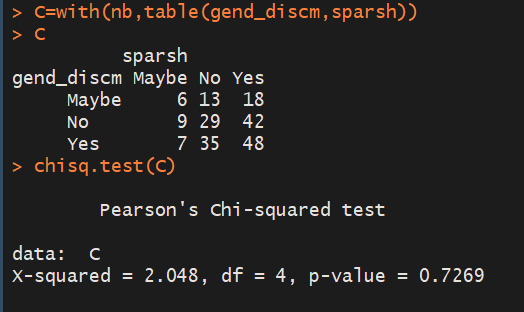 > C=with(nb,table(gend_discm,sparsh))
> C
sparsh
gend_discm Maybe No Yes
Maybe 6 13 18
No 9 29 42
Yes 7 35 48
> chisq.test(C)
Pearson's Chi-squared test
data: C
X-squared = 2.048, df = 4, p-value = 0.7269